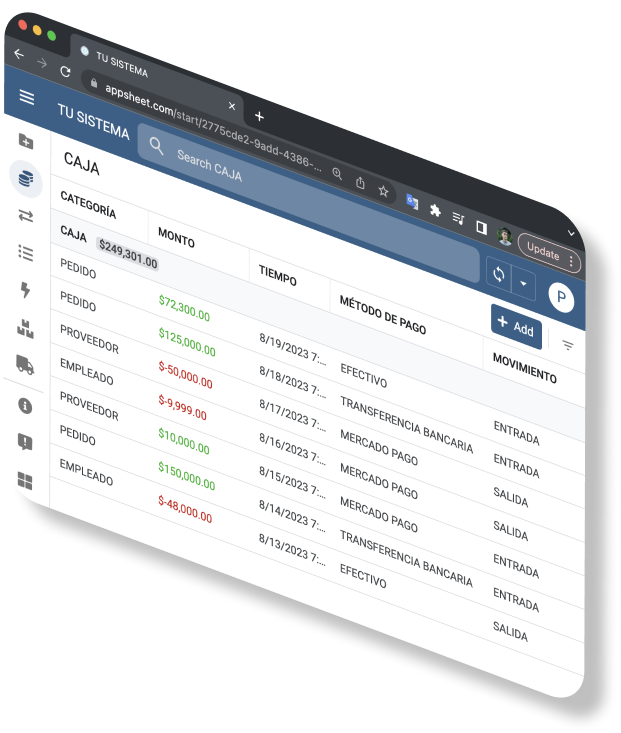 TU SISTEMA
appsheet.com/start/2775cde2-9add-4386-...
Update
TU SISTEMA
Search CAJA
P
CAJA
+ Add
CATEGORÍA MONTO TIEMPO MÉTODO DE PAGO MOVIMIENTO
CAJA $249,301.00
PEDIDO $72,300.00 8/19/2023 7:... EFECTIVO ENTRADA
PEDIDO $125,000.00 8/18/2023 7:... TRANSFERENCIA BANCARIA ENTRADA
PROVEEDOR $-50,000.00 8/17/2023 7:... MERCADO PAGO SALIDA
EMPLEADO $-9,999.00 8/16/2023 7:... MERCADO PAGO SALIDA
PROVEEDOR $10,000.00 8/15/2023 7:... MERCADO PAGO ENTRADA
PEDIDO $150,000.00 8/14/2023 7:... TRANSFERENCIA BANCARIA ENTRADA
EMPLEADO $-48,000.00 8/13/2023 7:... EFECTIVO SALIDA